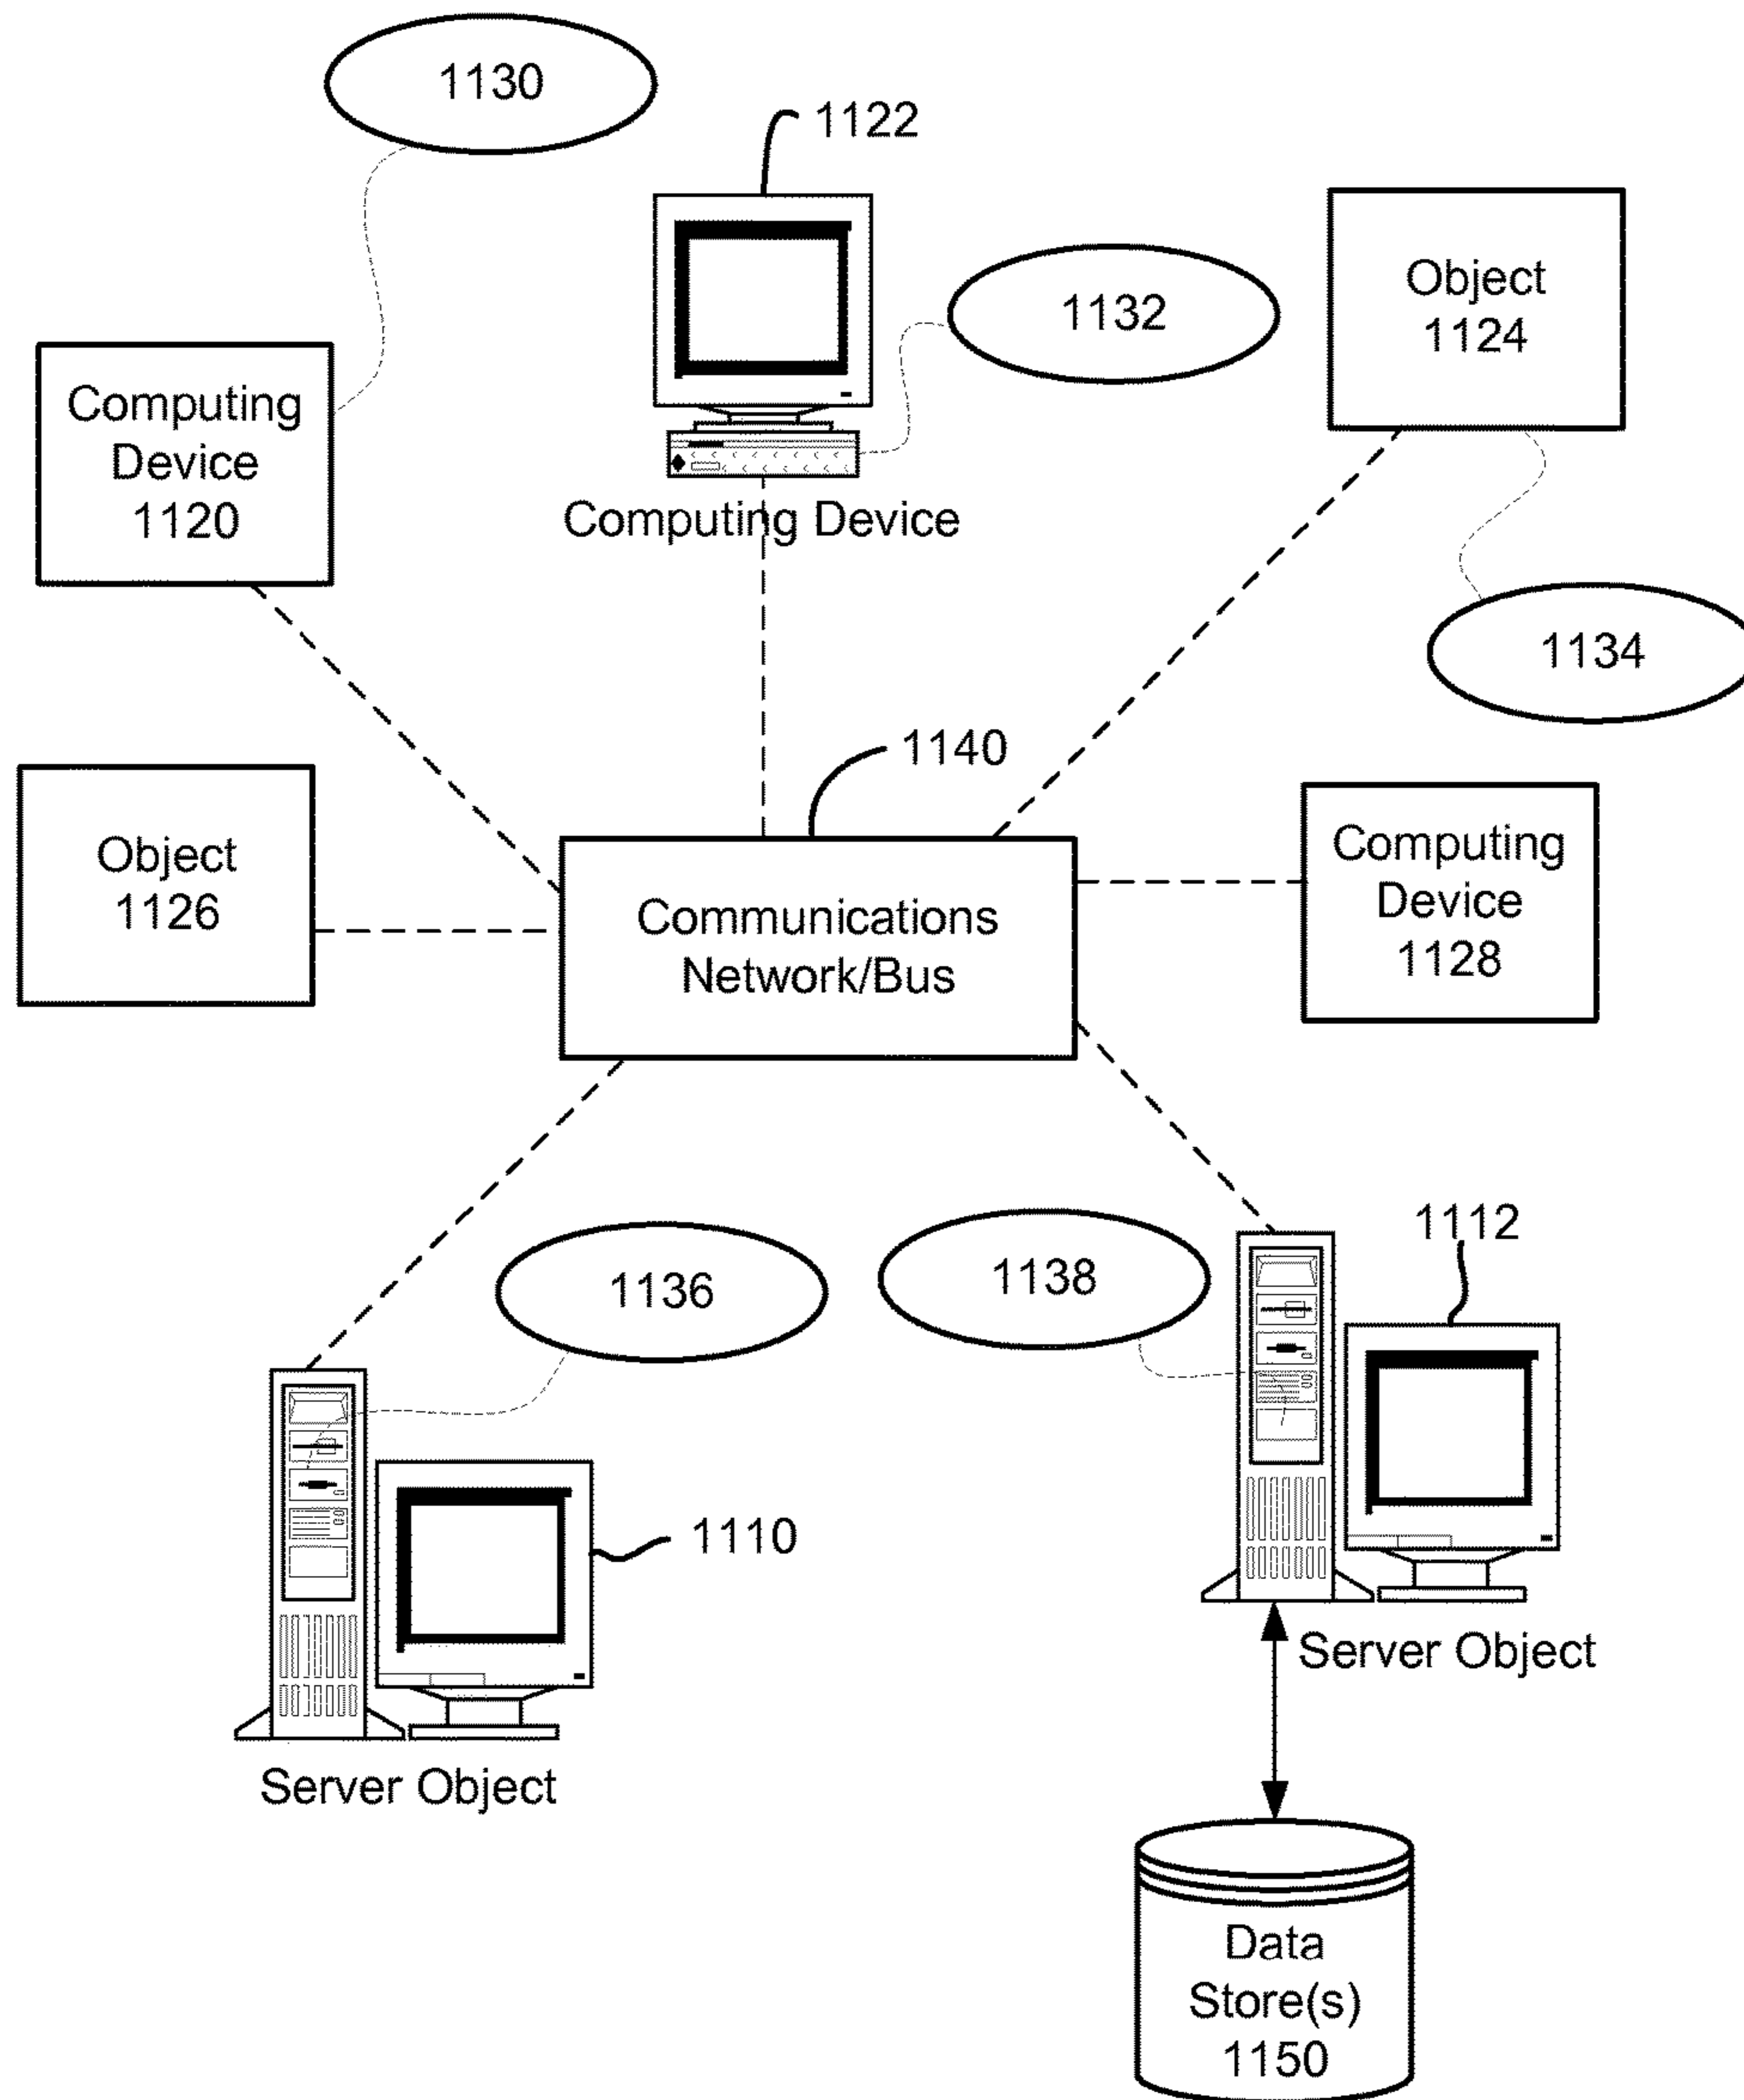 1130
1122
1132
Object
1124
Computing
Device
1120
Computing Device
1134
1140
Object
1126
Communications
Network/Bus
Computing
Device
1128
1136
1138
1112
1110
Server Object
Server Object
Data
Store(s)
1150